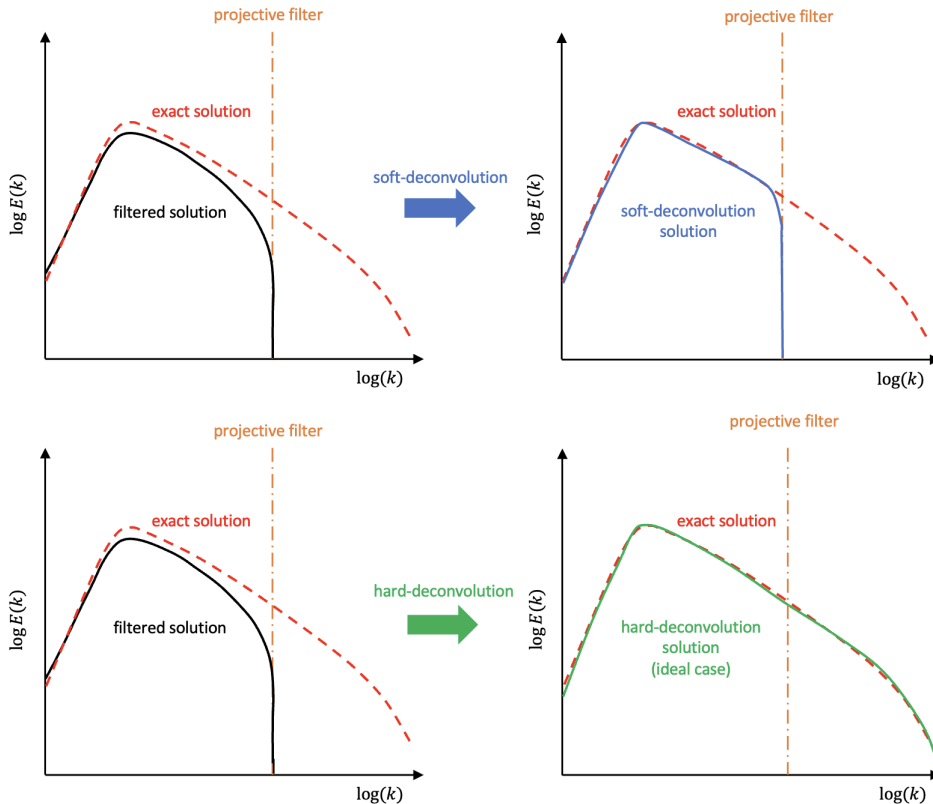 projective filter
projective filter
exact solution
exact solution
log E(k)
filtered solution
soft-deconvolution
log E(k)
soft-deconvolution
solution
log(k)
log(k)
projective filter
projective filter
exact solution
exact solution
log E(k)
filtered solution
hard-deconvolution
log E(k)
hard-deconvolution
solution
(ideal case)
log(k)
log(k)